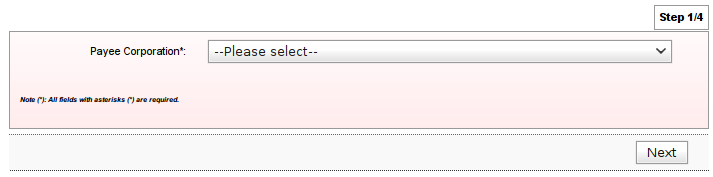 Step 1/4
Payee Corporation*:
--Please select--
Note (*): All fields with asterisks (*) are required.
Next